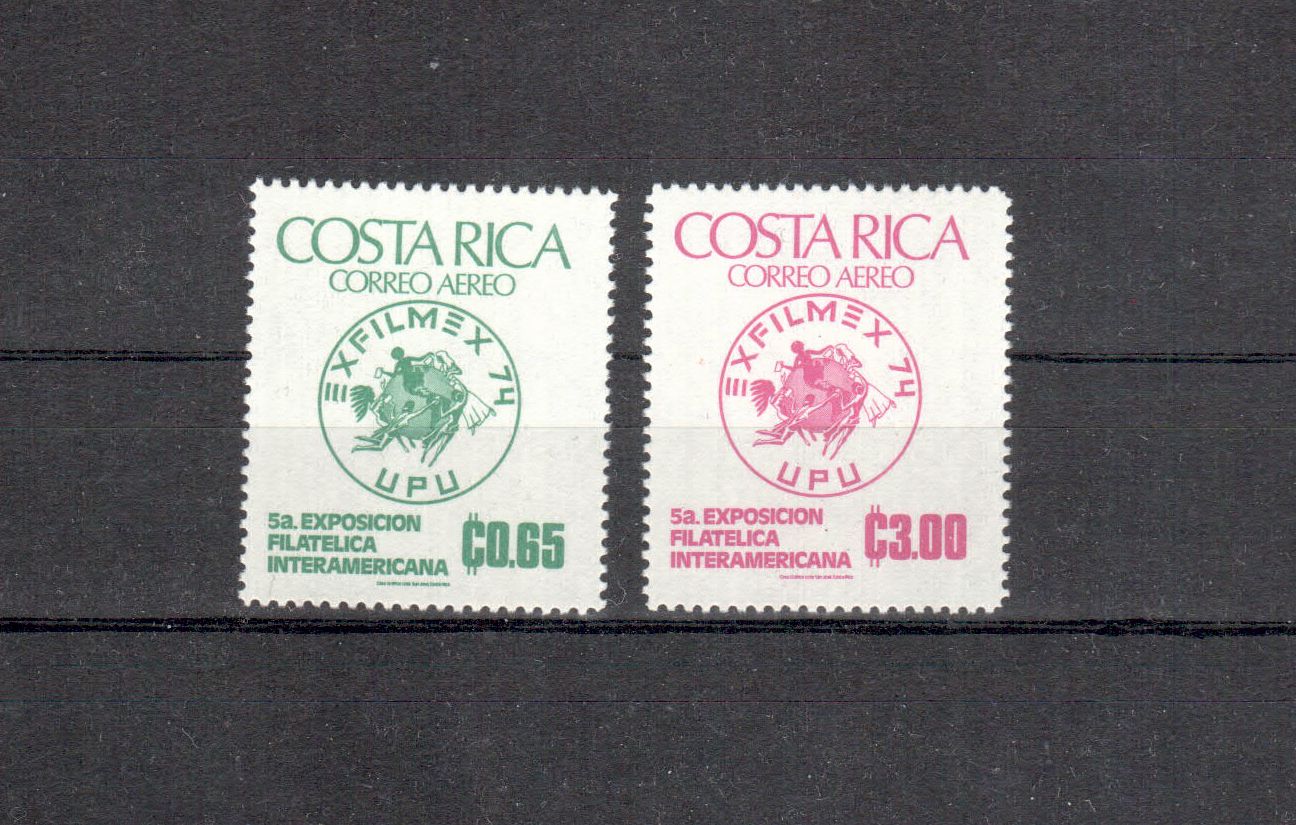 COSTA RICA
CORREO AEREO
EXFILMEX 74
UPU
5a. EXPOSICION
FILATELICA
INTERAMERICANA
₡0.65
COSTA RICA
CORREO AEREO
EXFILMEX 74
UPU
5a. EXPOSICION
FILATELICA
INTERAMERICANA
₡3.00